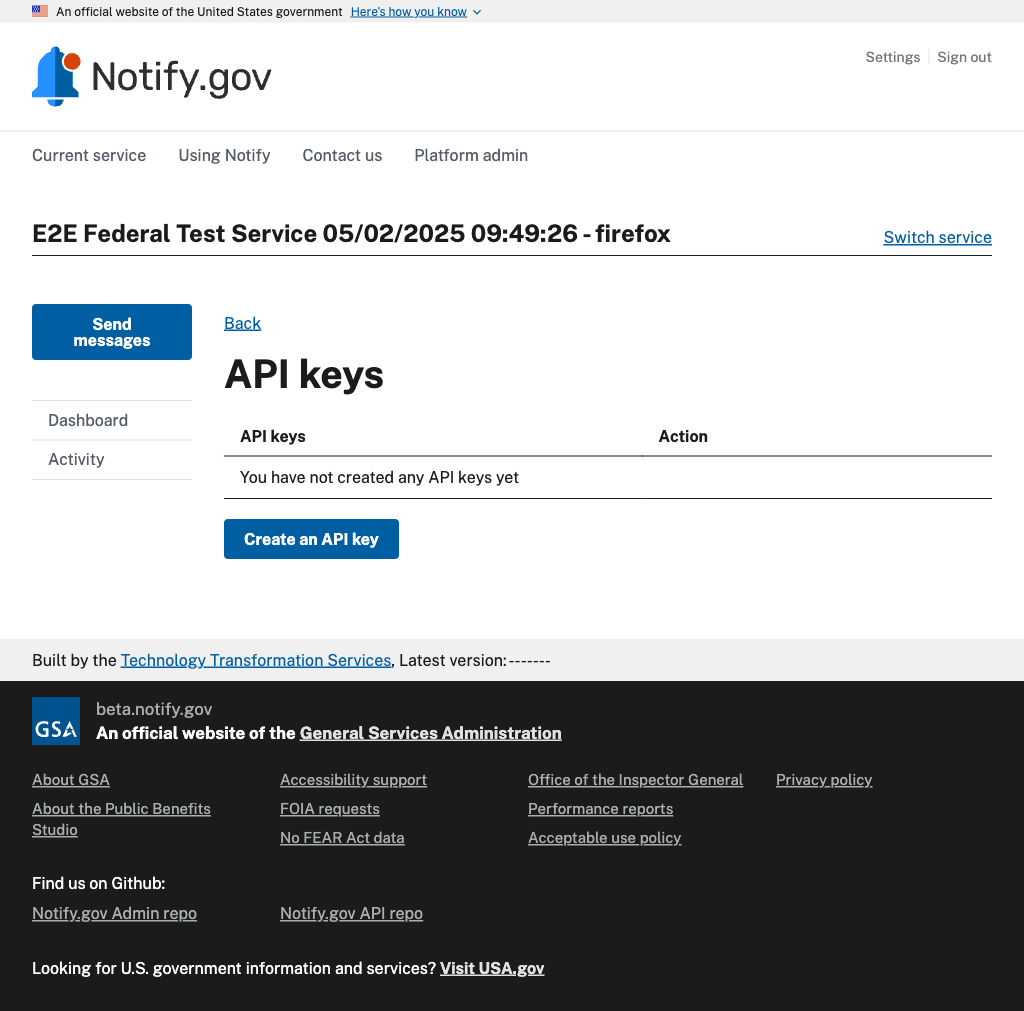 An official website of the United States government Here's how you know
Notify.gov
Settings Sign out
Current service Using Notify Contact us Platform admin
E2E Federal Test Service 05/02/2025 09:49:26 - firefox
Switch service
Send
messages
Dashboard
Activity
Back
API keys
API keys Action
You have not created any API keys yet
Create an API key
Built by the Technology Transformation Services, Latest version:-------
GSA
beta.notify.gov
An official website of the General Services Administration
About GSA
About the Public Benefits
Studio
Accessibility support
FOIA requests
No FEAR Act data
Office of the Inspector General
Performance reports
Acceptable use policy
Privacy policy
Find us on Github:
Notify.gov Admin repo Notify.gov API repo
Looking for U.S. government information and services? Visit USA.gov